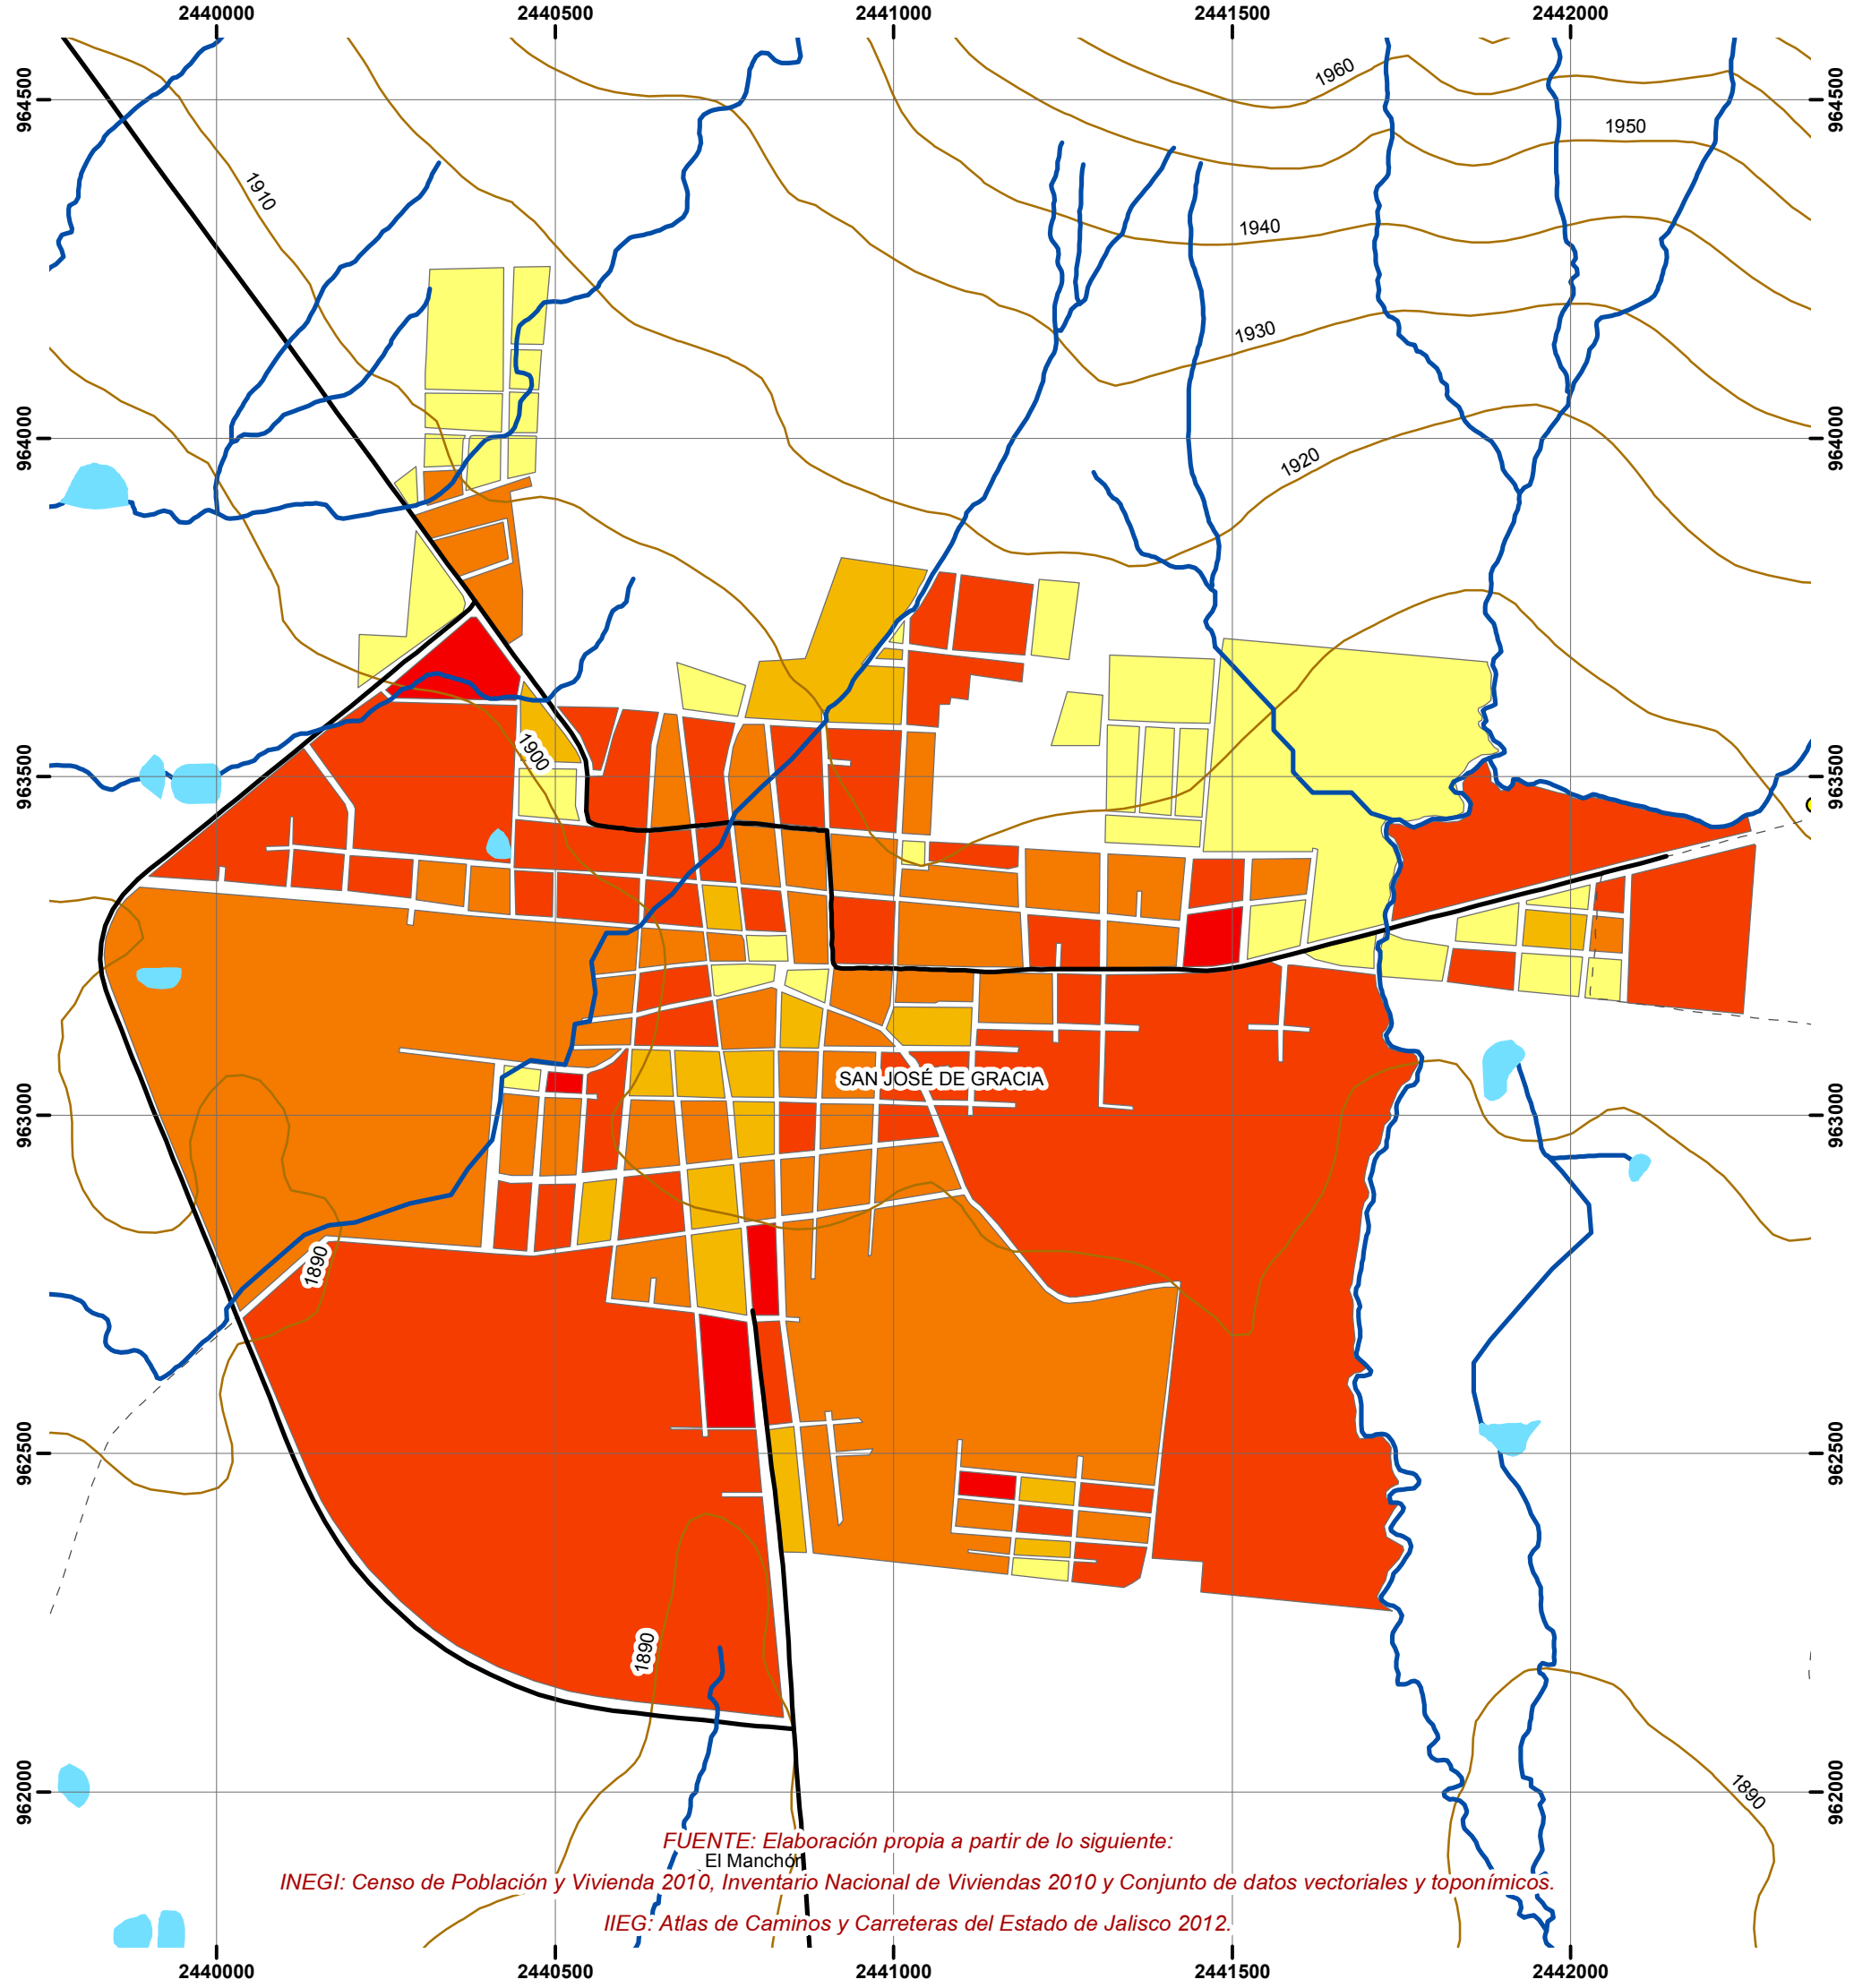 2440000 2440500 2441000 2441500 2442000
1960
964500 964500
1950
1910
1940
1930
964000 964000
1920
1900
963500 963500
SAN JOSÉ DE GRACIA
963000 963000
1890
962500 962500
1890
962000 962000
1890
FUENTE: Elaboración propia a partir de lo siguiente:
El Manchón
INEGI: Censo de Población y Vivienda 2010, Inventario Nacional de Viviendas 2010 y Conjunto de datos vectoriales y toponímicos.
IIEG: Atlas de Caminos y Carreteras del Estado de Jalisco 2012.
2440000 2440500 2441000 2441500 2442000